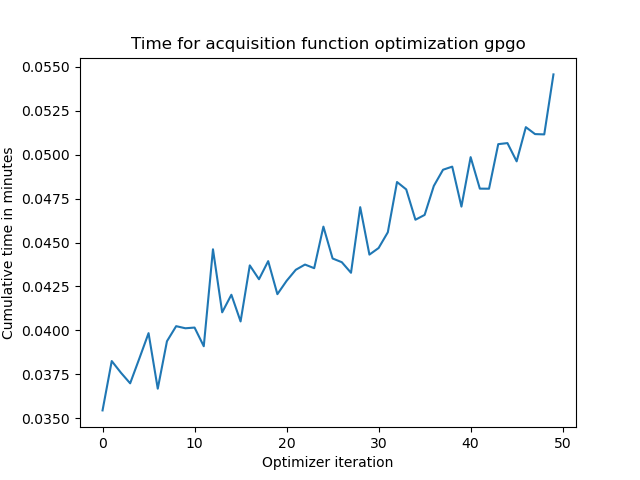 Time for acquisition function optimization gpgo
Cumulative time in minutes
0.0550
0.0525
0.0500
0.0475
0.0450
0.0425
0.0400
0.0375
0.0350
0 10 20 30 40 50
Optimizer iteration